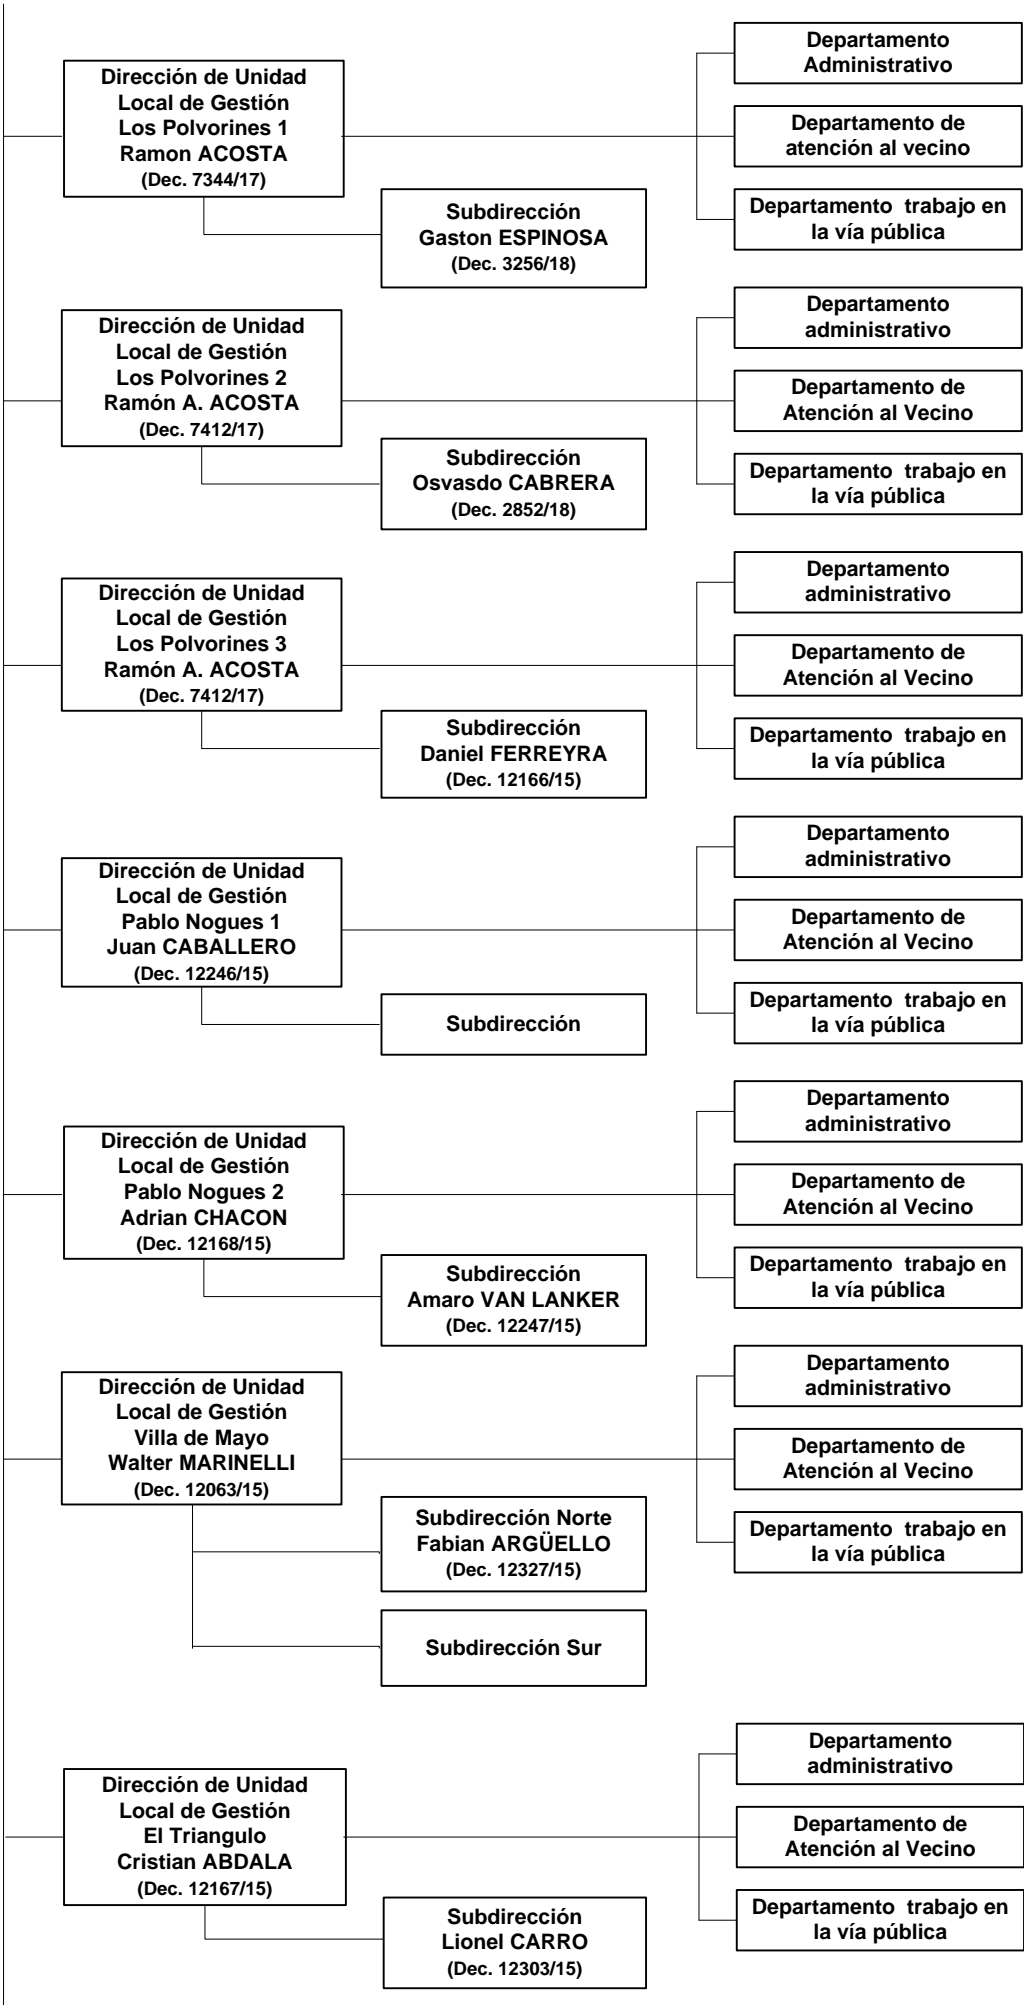 Dirección de Unidad
Local de Gestión
Los Polvorines 1
Ramon ACOSTA
(Dec. 7344/17)
Subdirección
Gaston ESPINOSA
(Dec. 3256/18)
Departamento
Administrativo
Departamento de
atención al vecino
Departamento trabajo en
la vía pública
Dirección de Unidad
Local de Gestión
Los Polvorines 2
Ramón A. ACOSTA
(Dec. 7412/17)
Subdirección
Osvasdo CABRERA
(Dec. 2852/18)
Departamento
administrativo
Departamento de
Atención al Vecino
Departamento trabajo en
la vía pública
Dirección de Unidad
Local de Gestión
Los Polvorines 3
Ramón A. ACOSTA
(Dec. 7412/17)
Subdirección
Daniel FERREYRA
(Dec. 12166/15)
Departamento
administrativo
Departamento de
Atención al Vecino
Departamento trabajo en
la vía pública
Dirección de Unidad
Local de Gestión
Pablo Nogues 1
Juan CABALLERO
(Dec. 12246/15)
Subdirección
Departamento
administrativo
Departamento de
Atención al Vecino
Departamento trabajo en
la vía pública
Dirección de Unidad
Local de Gestión
Pablo Nogues 2
Adrian CHACON
(Dec. 12168/15)
Subdirección
Amaro VAN LANKER
(Dec. 12247/15)
Departamento
administrativo
Departamento de
Atención al Vecino
Departamento trabajo en
la vía pública
Dirección de Unidad
Local de Gestión
Villa de Mayo
Walter MARINELLI
(Dec. 12063/15)
Subdirección Norte
Fabian ARGÜELLO
(Dec. 12327/15)
Subdirección Sur
Departamento
administrativo
Departamento de
Atención al Vecino
Departamento trabajo en
la vía pública
Dirección de Unidad
Local de Gestión
El Triangulo
Cristian ABDALA
(Dec. 12167/15)
Subdirección
Lionel CARRO
(Dec. 12303/15)
Departamento
administrativo
Departamento de
Atención al Vecino
Departamento trabajo en
la vía pública